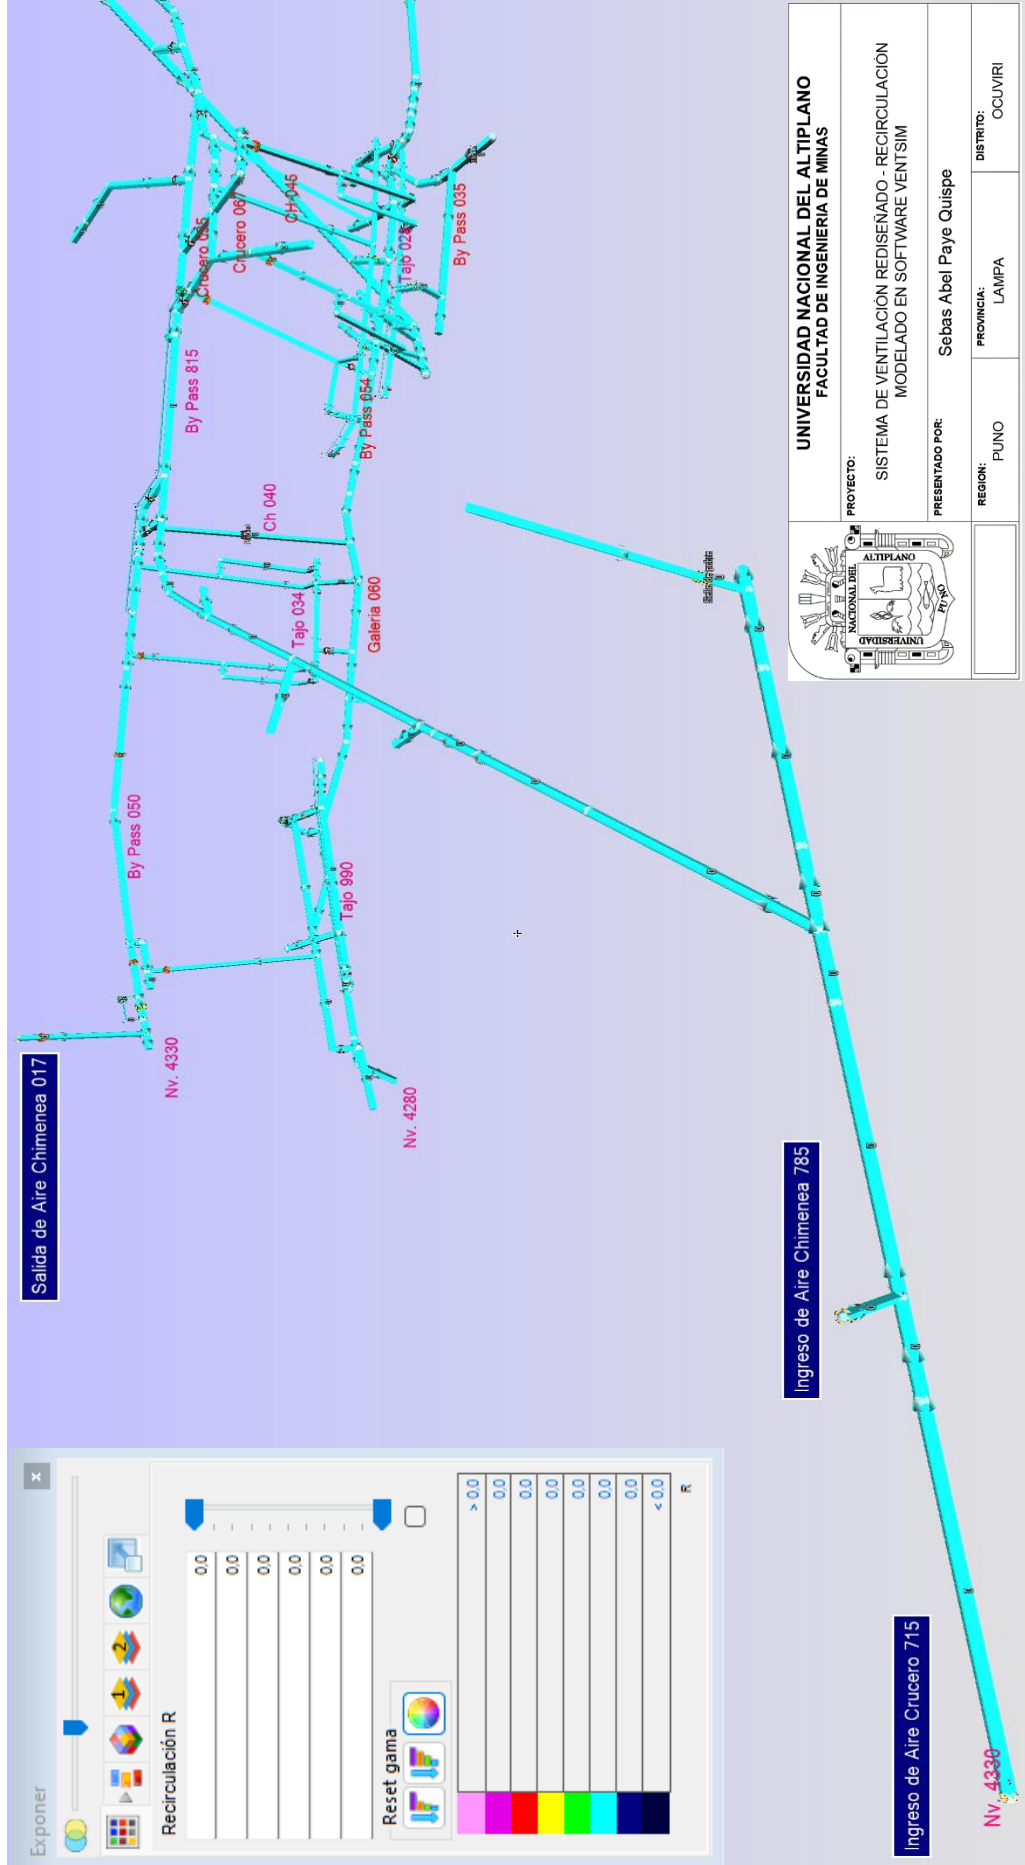 Exponer
x
1
2
Recirculación R
0,0
0,0
0,0
0,0
0,0
0,0
Reset gama
> 0,0
0,0
0,0
0,0
0,0
0,0
0,0
< 0,0
R
Salida de Aire Chimenea 017
Nv. 4330
By Pass 050
Nv. 4280
Tajo 990
Tajo 034
Galeria 060
Ch 040
By Pass 815
By Pass 054
Crucero 067
CH 045
By Pass 035
Ingreso de Aire Chimenea 785
Ingreso de Aire Crucero 715
Nv. 4330
UNIVERSIDAD NACIONAL DEL ALTIPLANO
FACULTAD DE INGENIERIA DE MINAS
PROYECTO:
SISTEMA DE VENTILACIÓN REDISEÑADO - RECIRCULACIÓN
MODELADO EN SOFTWARE VENTSIM
PRESENTADO POR:
Sebas Abel Paye Quispe
REGION:
PUNO
PROVINCIA:
LAMPA
DISTRITO:
OCUVIRI
UNIVERSIDAD
NACIONAL DEL
ALTIPLANO
PUNO